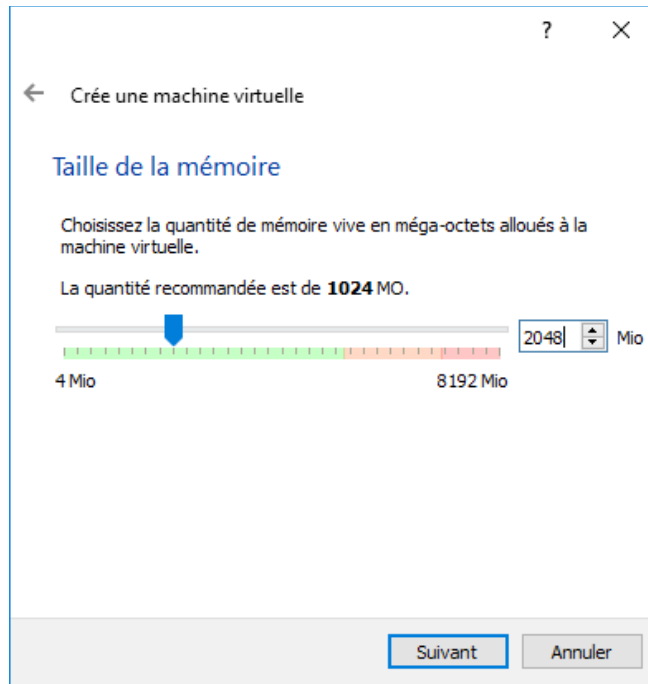 ?
Crée une machine virtuelle
Taille de la mémoire
Choisissez la quantité de mémoire vive en méga-octets alloués à la
machine virtuelle.
La quantité recommandée est de 1024 MO.
2048 Mio
4 Mio 8192 Mio
Suivant Annuler